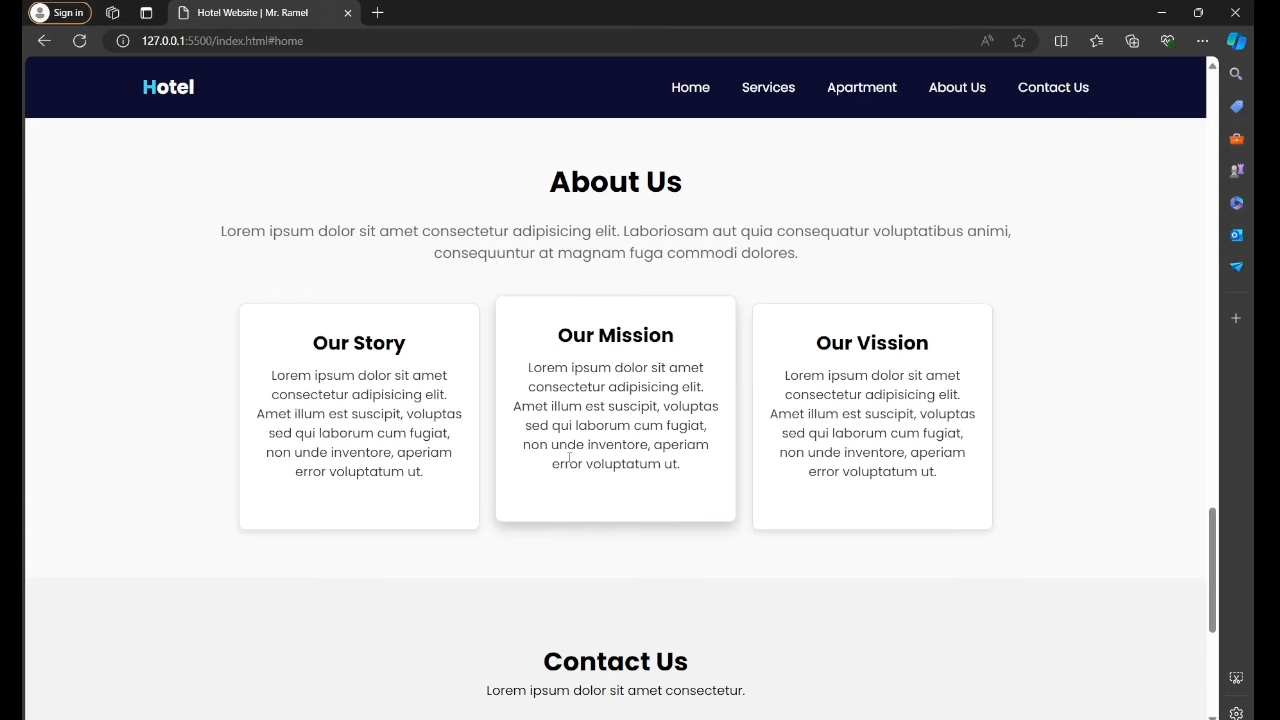 Sign in
Hotel Website | Mr. Ramel
127.0.0.1:5500/index.html#home
Hotel
Home Services Apartment About Us Contact Us
About Us
Lorem ipsum dolor sit amet consectetur adipisicing elit. Laboriosam aut quia consequatur voluptatibus animi,
consequuntur at magnam fuga commodi dolores.
Our Story
Lorem ipsum dolor sit amet
consectetur adipisicing elit.
Amet illum est suscipit, voluptas
sed qui laborum cum fugiat,
non unde inventore, aperiam
error voluptatum ut.
Our Mission
Lorem ipsum dolor sit amet
consectetur adipisicing elit.
Amet illum est suscipit, voluptas
sed qui laborum cum fugiat,
non unde inventore, aperiam
error voluptatum ut.
Our Vission
Lorem ipsum dolor sit amet
consectetur adipisicing elit.
Amet illum est suscipit, voluptas
sed qui laborum cum fugiat,
non unde inventore, aperiam
error voluptatum ut.
Contact Us
Lorem ipsum dolor sit amet consectetur.